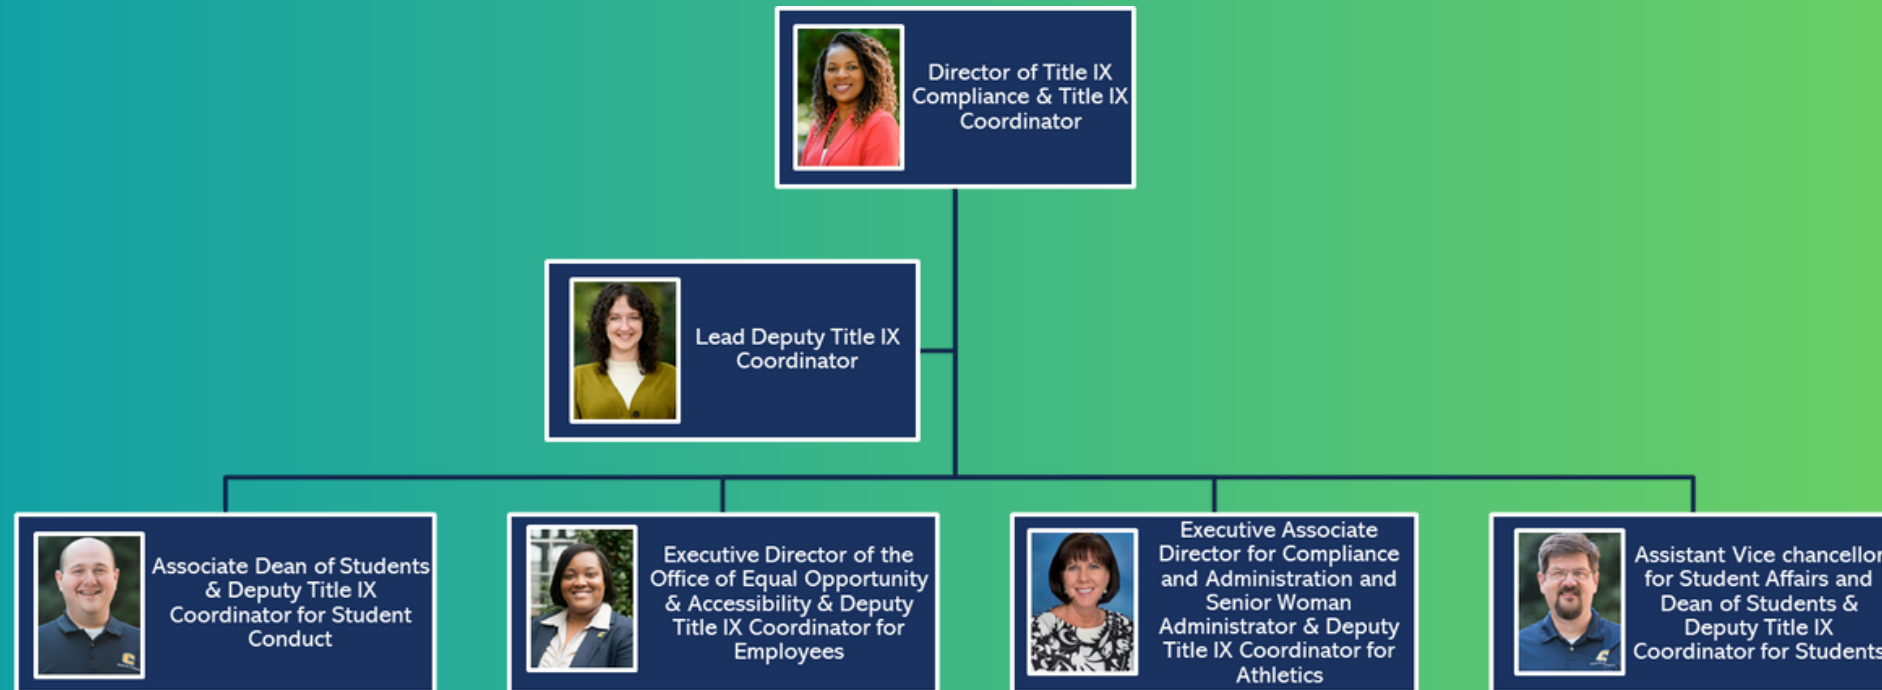 Director of Title IX
Compliance & Title IX
Coordinator
Lead Deputy Title IX
Coordinator
Associate Dean of Students
& Deputy Title IX
Coordinator for Student
Conduct
Executive Director of the
Office of Equal Opportunity
& Accessibility & Deputy
Title IX Coordinator for
Employees
Executive Associate
Director for Compliance
and Administration and
Senior Woman
Administrator & Deputy
Title IX Coordinator for
Athletics
Assistant Vice chancellor
for Student Affairs and
Dean of Students &
Deputy Title IX
Coordinator for Students